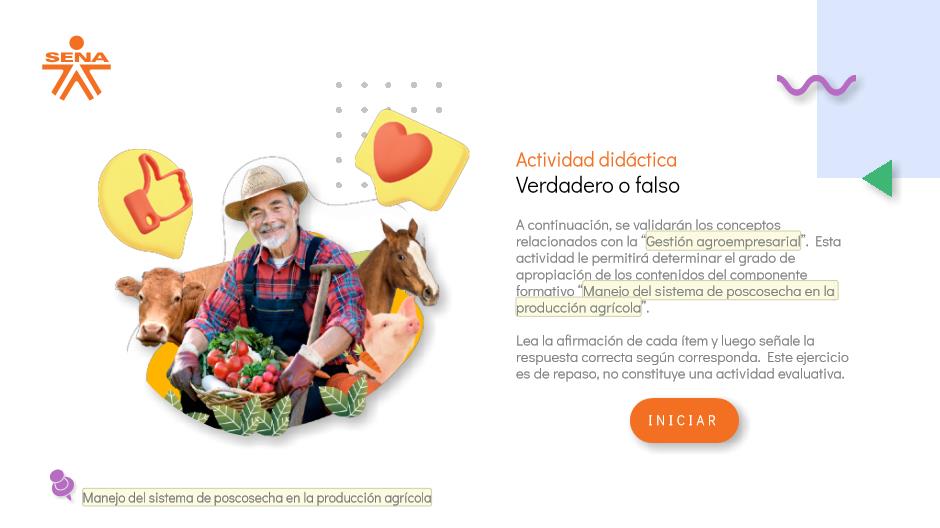 SENA
Actividad didáctica
Verdadero o falso
A continuación, se validarán los conceptos
relacionados con la “Gestión agroempresarial”. Esta
actividad le permitirá determinar el grado de
apropiación de los contenidos del componente
formativo “Manejo del sistema de poscosecha en la
producción agrícola”.
Lea la afirmación de cada ítem y luego señale la
respuesta correcta según corresponda. Este ejercicio
es de repaso, no constituye una actividad evaluativa.
INICIAR
Manejo del sistema de poscosecha en la producción agrícola